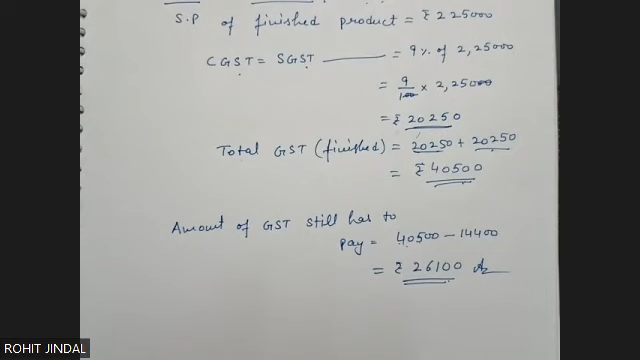 S.P of finished product = ₹ 225000
CGST = SGST ——— = 9% of 2,25000
= 9/100 × 2,25000
= ₹ 20250
Total GST (finished) = 20250 + 20250
= ₹ 40500
Amount of GST still has to
pay = 40500 - 14400
= ₹ 26100 Ans
ROHIT JINDAL